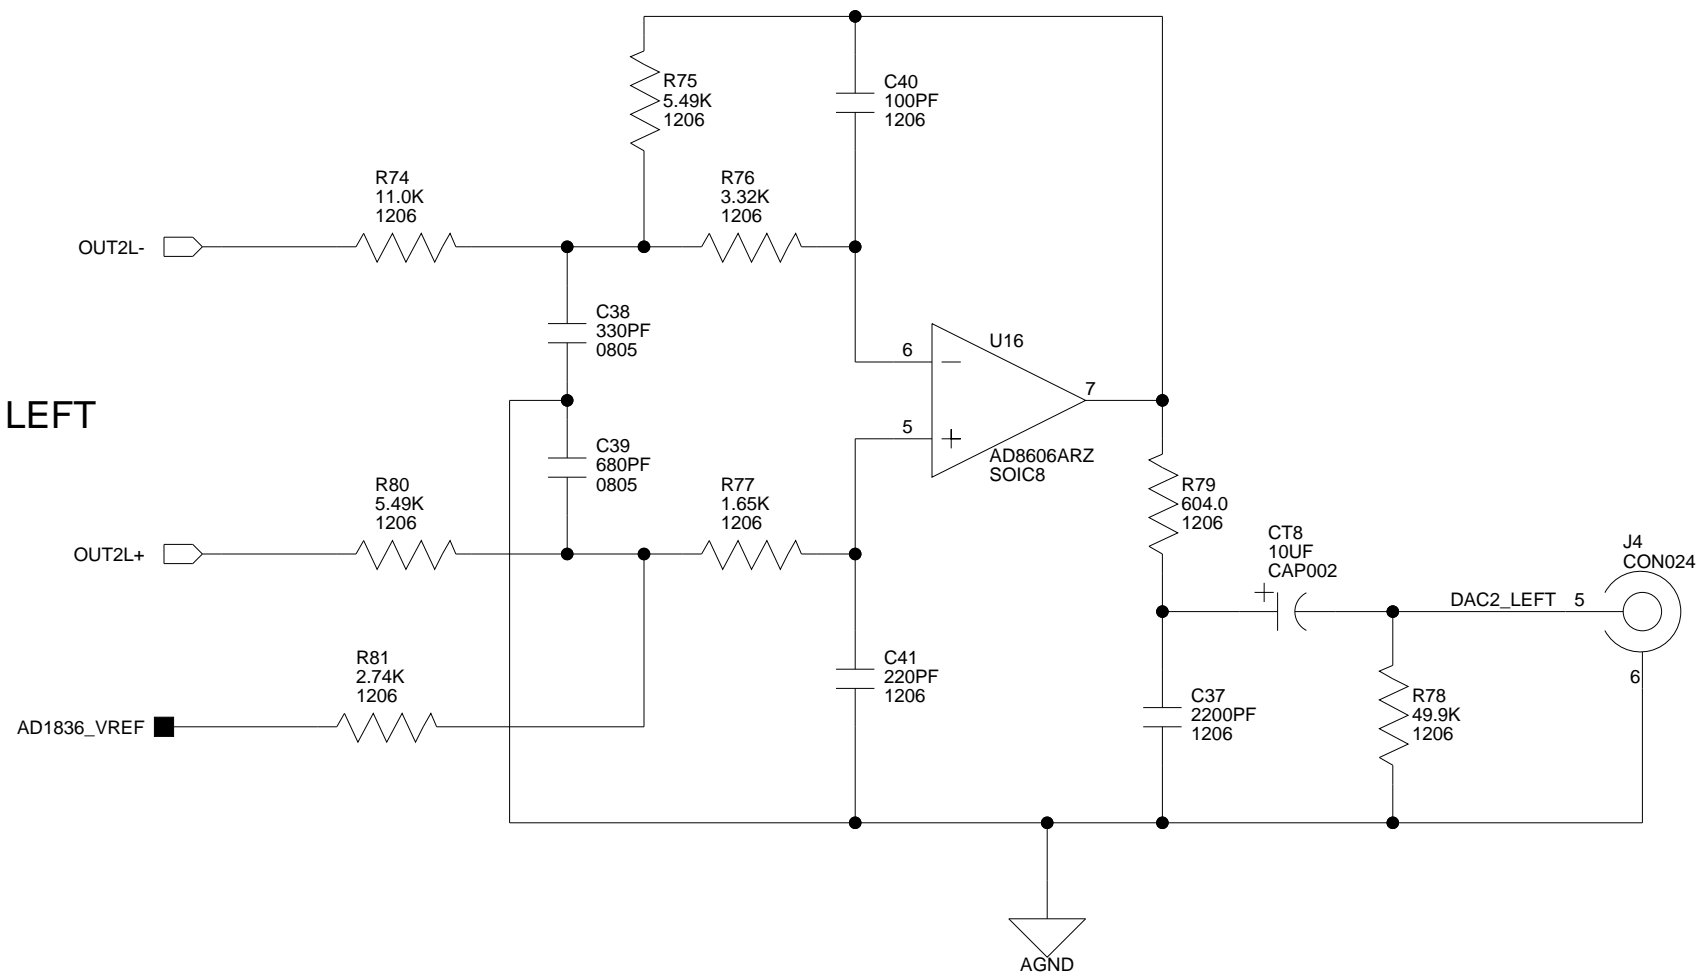 R75
5.49K
1206
C40
100PF
1206
R74
11.0K
1206
R76
3.32K
1206
OUT2L-
C38
330PF
0805
6
U16
7
LEFT
5
AD8606ARZ
SOIC8
C39
680PF
0805
R80
5.49K
1206
R77
1.65K
1206
R79
604.0
1206
OUT2L+
CT8
10UF
CAP002
J4
CON024
DAC2_LEFT 5
6
R81
2.74K
1206
C41
220PF
1206
C37
2200PF
1206
R78
49.9K
1206
AD1836_VREF
AGND